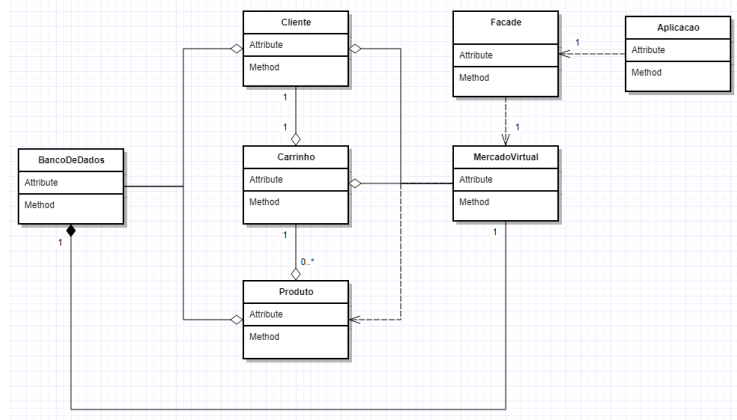 Cliente
Attribute
Method
Facade
Attribute
Method
Aplicacao
Attribute
Method
1
1
1
1
BancoDeDados
Attribute
Method
Carrinho
Attribute
Method
MercadoVirtual
Attribute
Method
1
1
1
0..*
Produto
Attribute
Method